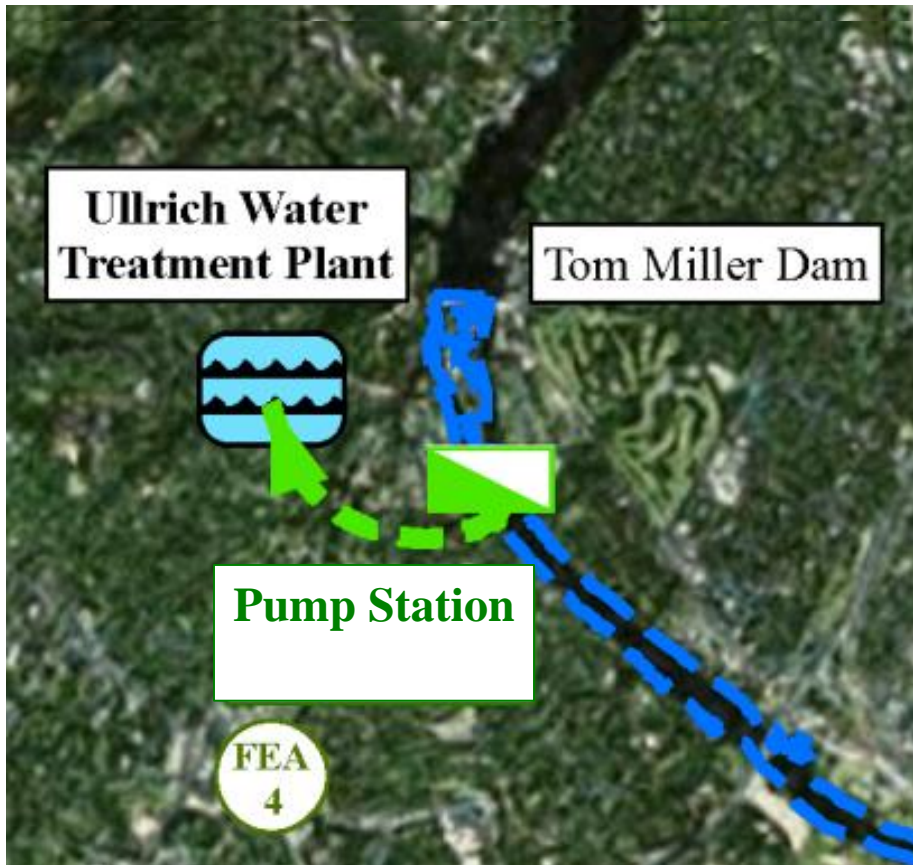 Ullrich Water
Treatment Plant
Tom Miller Dam
Pump Station
FEA
4